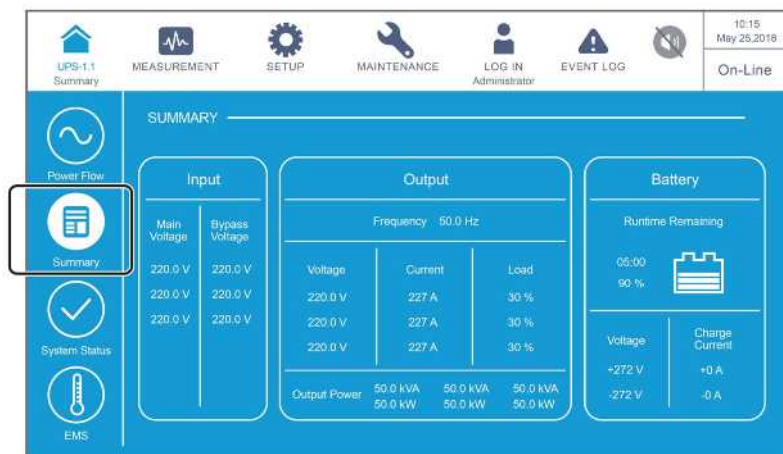 10:15
May 25,2018
UPS-1.1
Summary
MEASUREMENT
SETUP
MAINTENANCE
LOG IN
Administrator
EVENT LOG
On-Line
Power Flow
Summary
System Status
EMS
SUMMARY
Input
Main Voltage Bypass Voltage
220.0 V 220.0 V
220.0 V 220.0 V
220.0 V 220.0 V
Output
Frequency 50.0 Hz
Voltage Current Load
220.0 V 227 A 30 %
220.0 V 227 A 30 %
220.0 V 227 A 30 %
Output Power 50.0 kVA 50.0 kVA 50.0 kVA
50.0 kW 50.0 kW 50.0 kW
Battery
Runtime Remaining
05:00
90 %
Voltage Charge Current
+272 V +0 A
-272 V -0 A